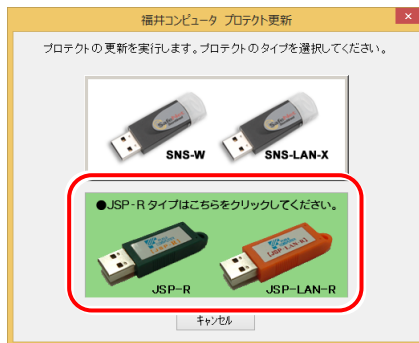 福井コンピュータ プロテクト更新
プロテクトの更新を実行します。プロテクトのタイプを選択してください。
SNS-W
SNS-LAN-X
●JSP-Rタイプはこちらをクリックしてください。
JSP-R
JSP-LAN-R
キャンセル